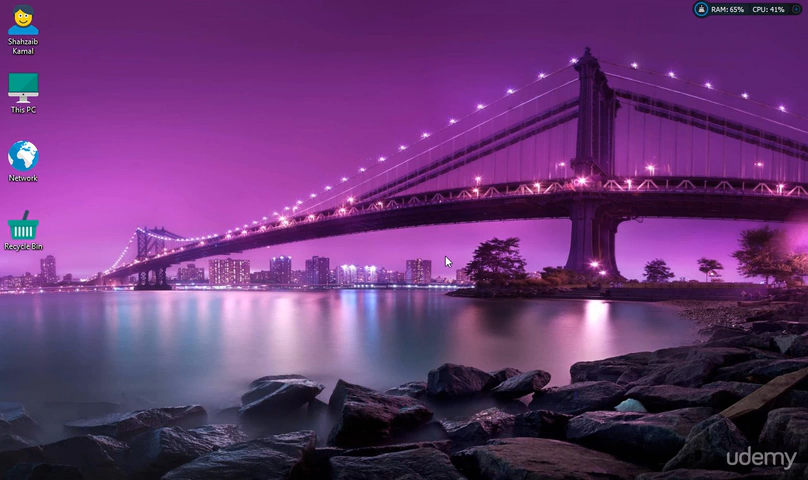 RAM: 65% CPU: 41%
Shahzaib
Kamal
This PC
Network
Recycle Bin
udemy